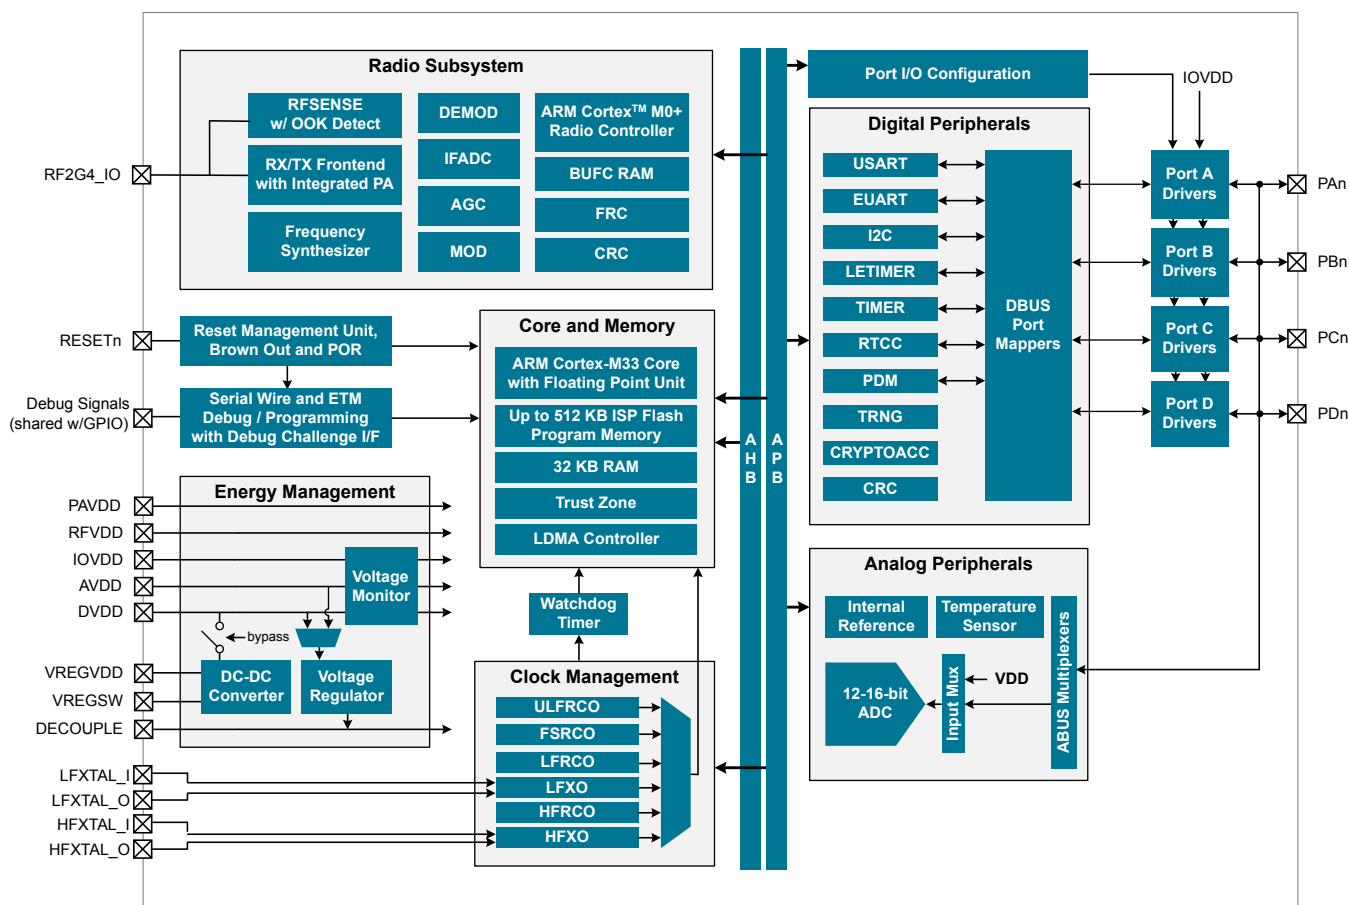 Radio Subsystem
RFSENSE
w/ OOK Detect
RX/TX Frontend
with Integrated PA
Frequency
Synthesizer
DEMOD
IFADC
AGC
MOD
ARM Cortex™ M0+
Radio Controller
BUFC RAM
FRC
CRC
RF2G4_IO
RESETn
Reset Management Unit,
Brown Out and POR
Debug Signals
(shared w/GPIO)
Serial Wire and ETM
Debug / Programming
with Debug Challenge I/F
Core and Memory
ARM Cortex-M33 Core
with Floating Point Unit
Up to 512 KB ISP Flash
Program Memory
32 KB RAM
Trust Zone
LDMA Controller
Energy Management
PAVDD
RFVDD
IOVDD
AVDD
DVDD
VREGVDD
VREGSW
DECOUPLE
Voltage
Monitor
bypass
DC-DC
Converter
Voltage
Regulator
Watchdog
Timer
Clock Management
ULFRCO
FSRCO
LFRCO
LFXO
HFRCO
HFXO
LFXTAL_I
LFXTAL_O
HFXTAL_I
HFXTAL_O
AHB
APB
Port I/O Configuration
IOVDD
Digital Peripherals
USART
EUART
I2C
LETIMER
TIMER
RTCC
PDM
TRNG
CRYPTOACC
CRC
DBUS
Port
Mappers
Port A
Drivers
Port B
Drivers
Port C
Drivers
Port D
Drivers
PAn
PBn
PCn
PDn
Analog Peripherals
Internal
Reference
Temperature
Sensor
12-16-bit
ADC
Input Mux
VDD
ABUS Multiplexers